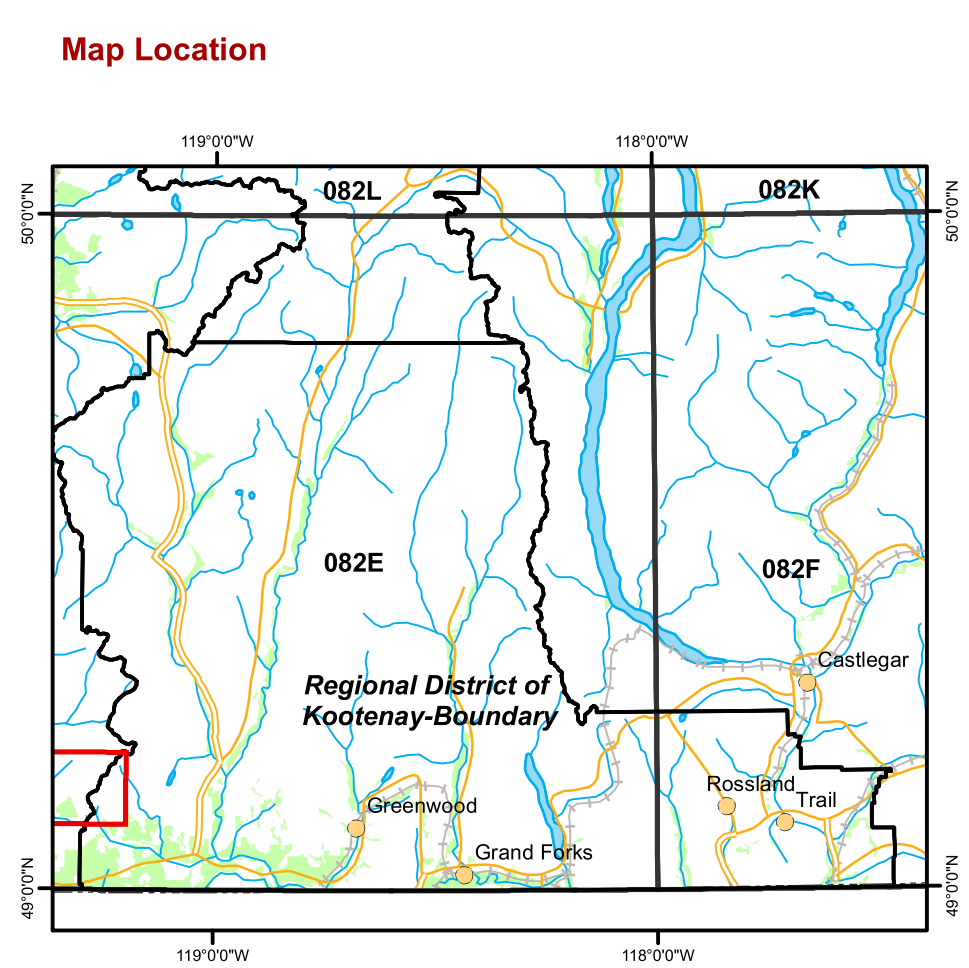 Map Location
119°0'0"W
118°0'0"W
50°0'0"N
082L
082K
50°0'0"N
082E
082F
Castlegar
Regional District of
Kootenay-Boundary
Rossland
Trail
Greenwood
Grand Forks
49°0'0"N
49°0'0"N
119°0'0"W
118°0'0"W